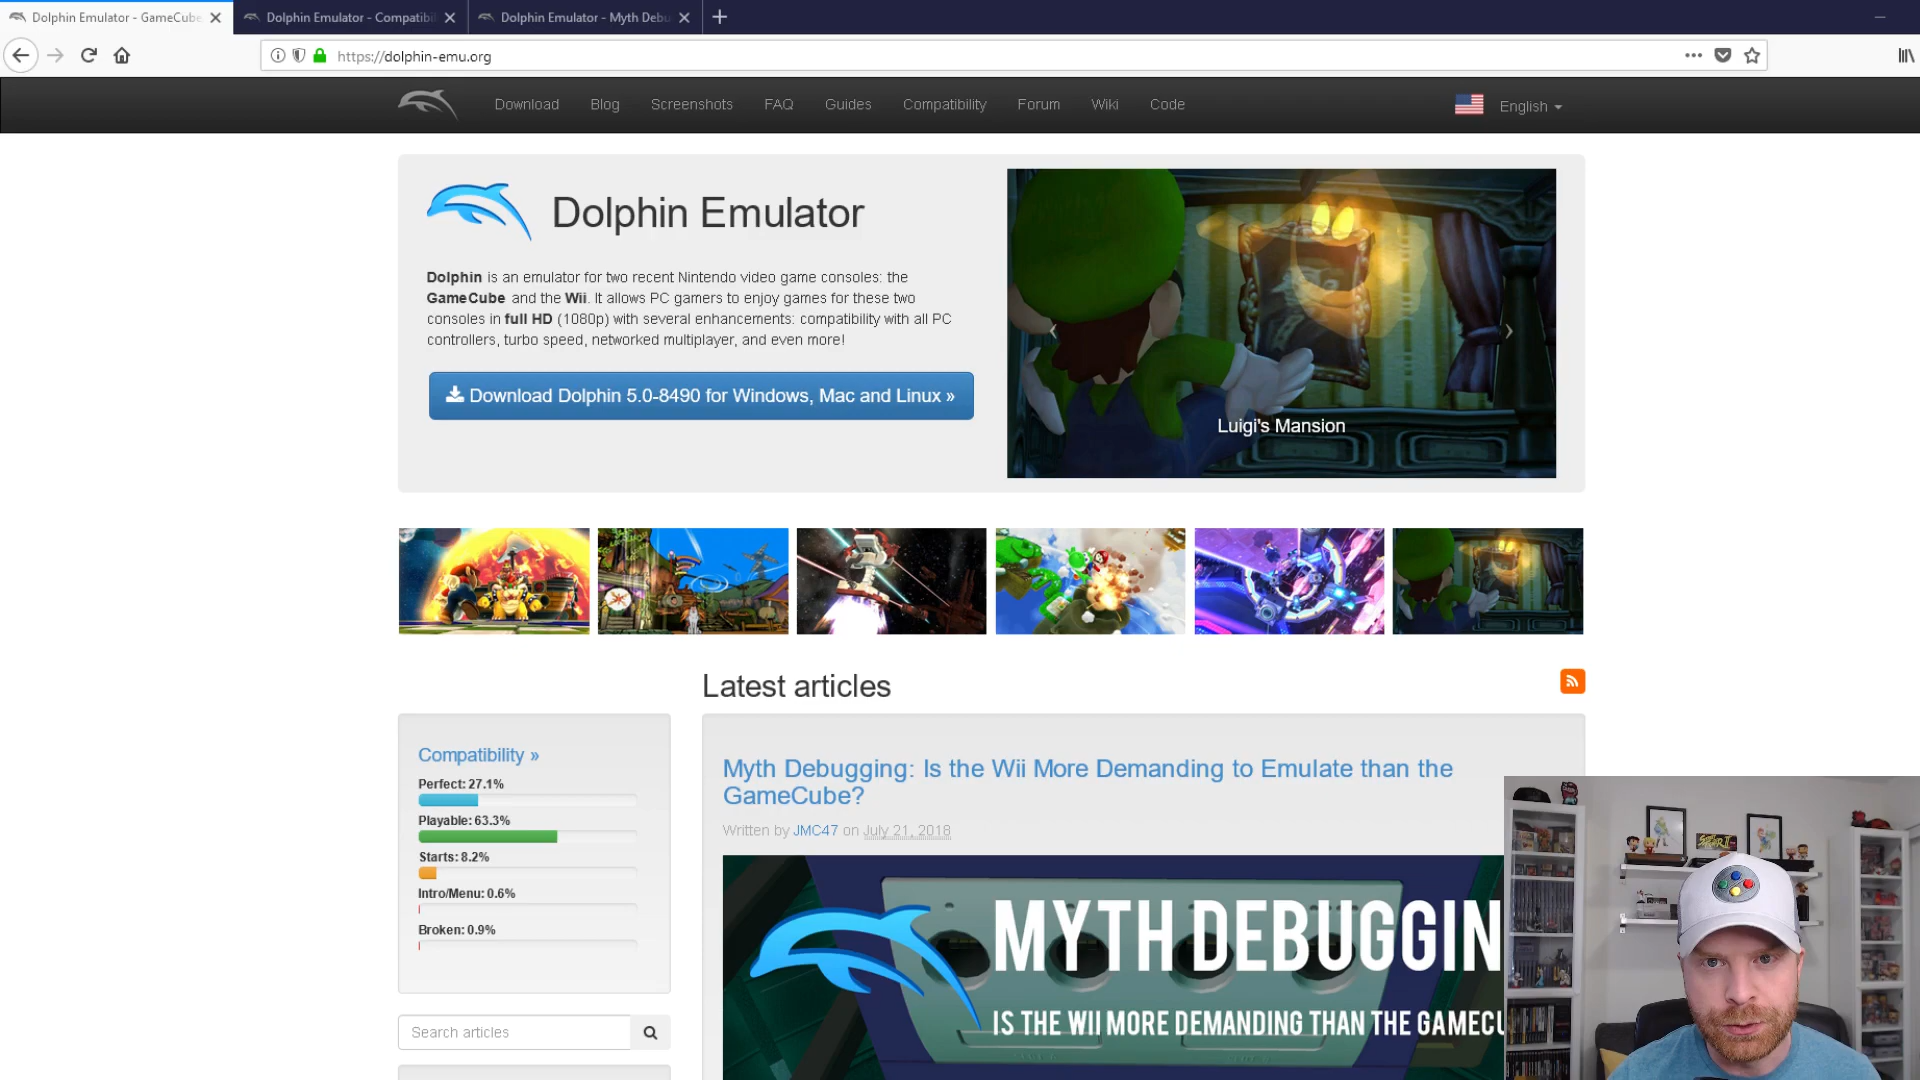 Dolphin Emulator - GameCube
Dolphin Emulator - Compatibil
Dolphin Emulator - Myth Debu
https://dolphin-emu.org
Download Blog Screenshots FAQ Guides Compatibility Forum Wiki Code English
Dolphin Emulator
Dolphin is an emulator for two recent Nintendo video game consoles: the
GameCube and the Wii. It allows PC gamers to enjoy games for these two
consoles in full HD (1080p) with several enhancements: compatibility with all PC
controllers, turbo speed, networked multiplayer, and even more!
Download Dolphin 5.0-8490 for Windows, Mac and Linux »
Luigi's Mansion
Latest articles
Compatibility »
Perfect: 27.1%
Playable: 63.3%
Starts: 8.2%
Intro/Menu: 0.6%
Broken: 0.9%
Search articles
Myth Debugging: Is the Wii More Demanding to Emulate than the
GameCube?
Written by JMC47 on July 21, 2018
MYTH DEBUGGIN
IS THE WII MORE DEMANDING THAN THE GAMECU